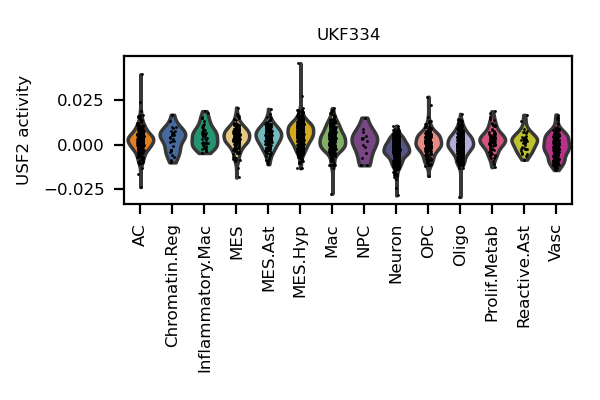 UKF334
USF2 activity
0.025
0.000
−0.025
AC
Chromatin.Reg
Inflammatory.Mac
MES
MES.Ast
MES.Hyp
Mac
NPC
Neuron
OPC
Oligo
Prolif.Metab
Reactive.Ast
Vasc